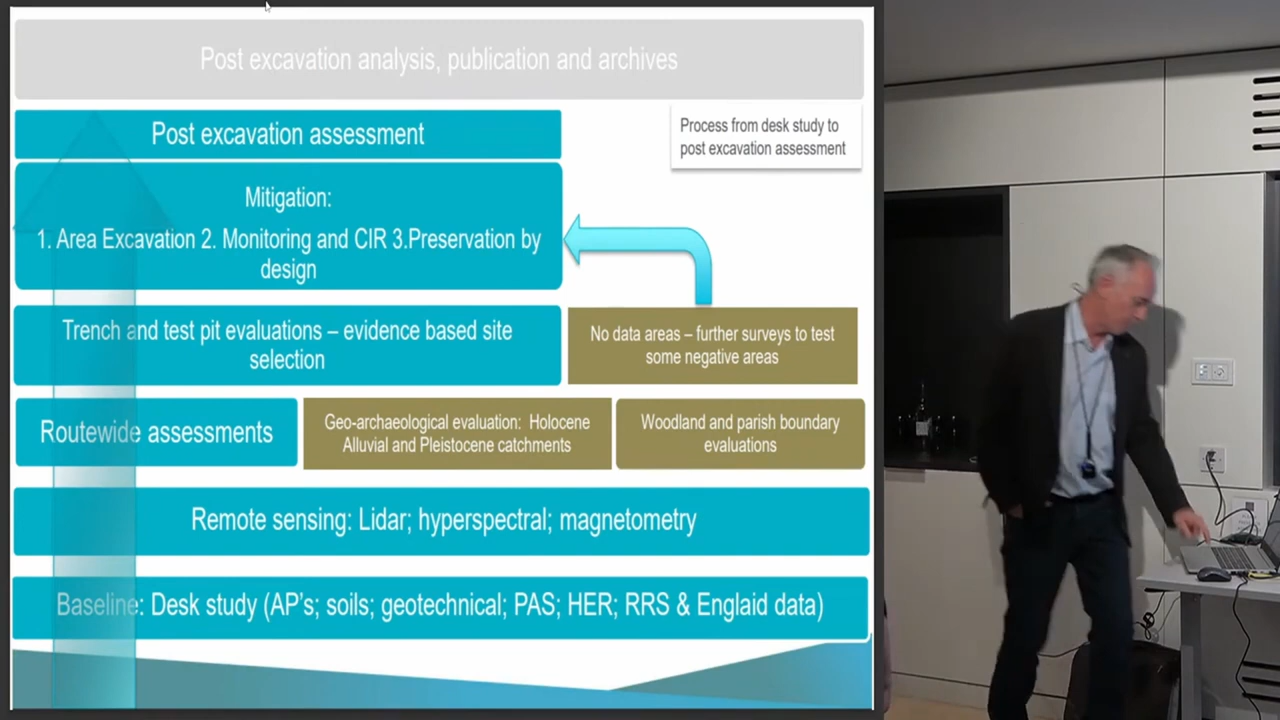 Post excavation analysis, publication and archives
Post excavation assessment
Process from desk study to
post excavation assessment
Mitigation:
1. Area Excavation 2. Monitoring and CIR 3.Preservation by
design
Trench and test pit evaluations – evidence based site
selection
No data areas – further surveys to test
some negative areas
Routewide assessments
Geo-archaeological evaluation: Holocene
Alluvial and Pleistocene catchments
Woodland and parish boundary
evaluations
Remote sensing: Lidar; hyperspectral; magnetometry
Baseline: Desk study (AP's; soils; geotechnical; PAS; HER; RRS & Englaid data)